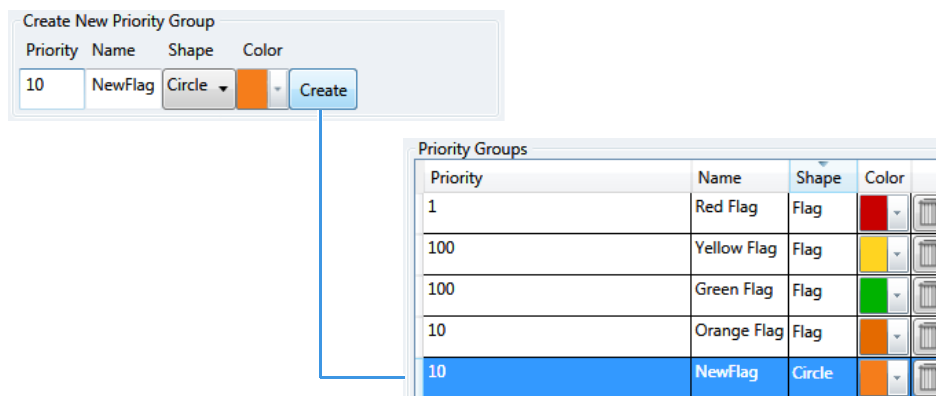 Create New Priority Group
Priority Name Shape Color
10 NewFlag Circle Create
Priority Groups
Priority Name Shape Color
1 Red Flag Flag
100 Yellow Flag Flag
100 Green Flag Flag
10 Orange Flag Flag
10 NewFlag Circle